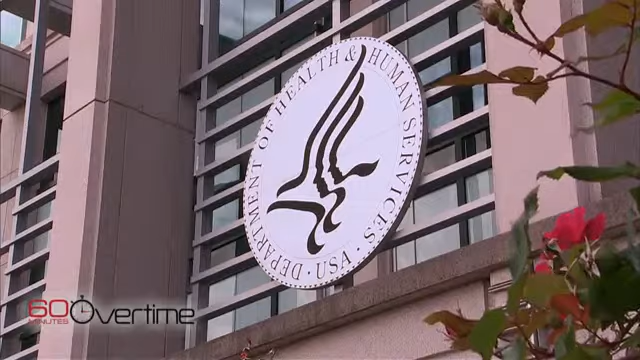 DEPARTMENT OF HEALTH & HUMAN SERVICES · USA ·
60 Overtime
MINUTES